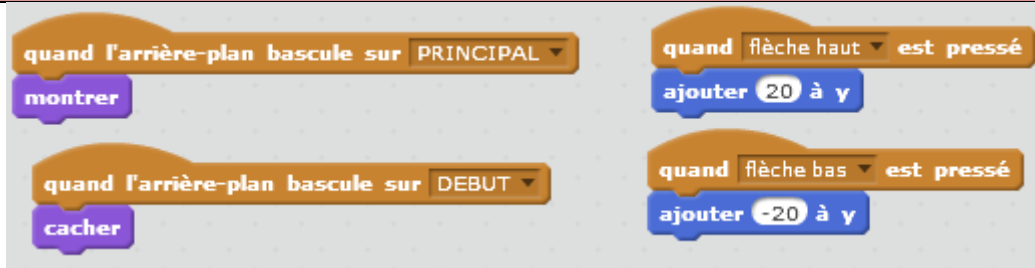 quand l'arrière-plan bascule sur PRINCIPAL
montrer
quand l'arrière-plan bascule sur DEBUT
cacher
quand flèche haut est pressé
ajouter 20 à y
quand flèche bas est pressé
ajouter -20 à y